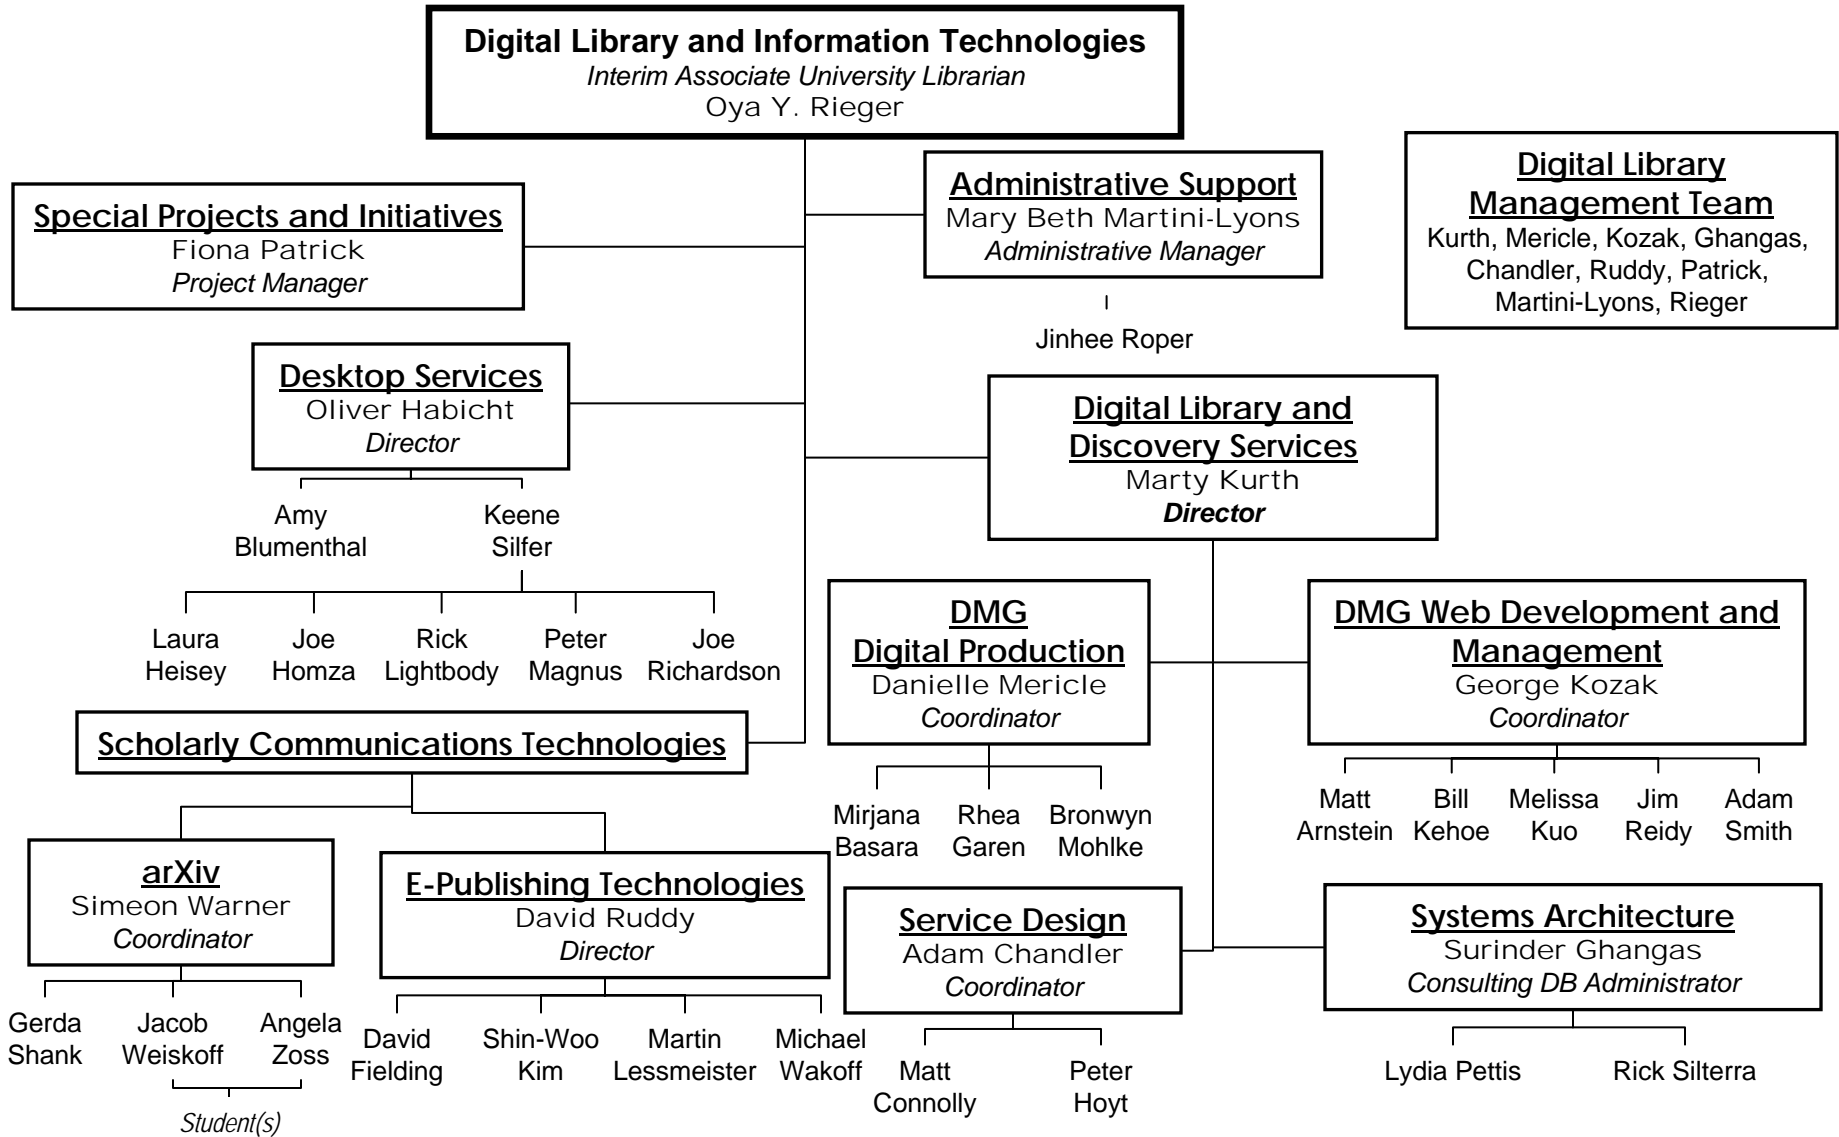 Digital Library and Information Technologies
Interim Associate University Librarian
Oya Y. Rieger
Special Projects and Initiatives
Fiona Patrick
Project Manager
Administrative Support
Mary Beth Martini-Lyons
Administrative Manager
Jinhee Roper
Digital Library
Management Team
Kurth, Mericle, Kozak, Ghangas,
Chandler, Ruddy, Patrick,
Martini-Lyons, Rieger
Desktop Services
Oliver Habicht
Director
Amy
Blumenthal
Keene
Silfer
Laura
Heisey
Joe
Homza
Rick
Lightbody
Peter
Magnus
Joe
Richardson
Digital Library and
Discovery Services
Marty Kurth
Director
DMG
Digital Production
Danielle Mericle
Coordinator
Mirjana
Basara
Rhea
Garen
Bronwyn
Mohlke
DMG Web Development and
Management
George Kozak
Coordinator
Matt
Arnstein
Bill
Kehoe
Melissa
Kuo
Jim
Reidy
Adam
Smith
Scholarly Communications Technologies
arXiv
Simeon Warner
Coordinator
Gerda
Shank
Jacob
Weiskoff
Angela
Zoss
Student(s)
E-Publishing Technologies
David Ruddy
Director
David
Fielding
Shin-Woo
Kim
Martin
Lessmeister
Michael
Wakoff
Service Design
Adam Chandler
Coordinator
Matt
Connolly
Peter
Hoyt
Systems Architecture
Surinder Ghangas
Consulting DB Administrator
Lydia Pettis
Rick Silterra